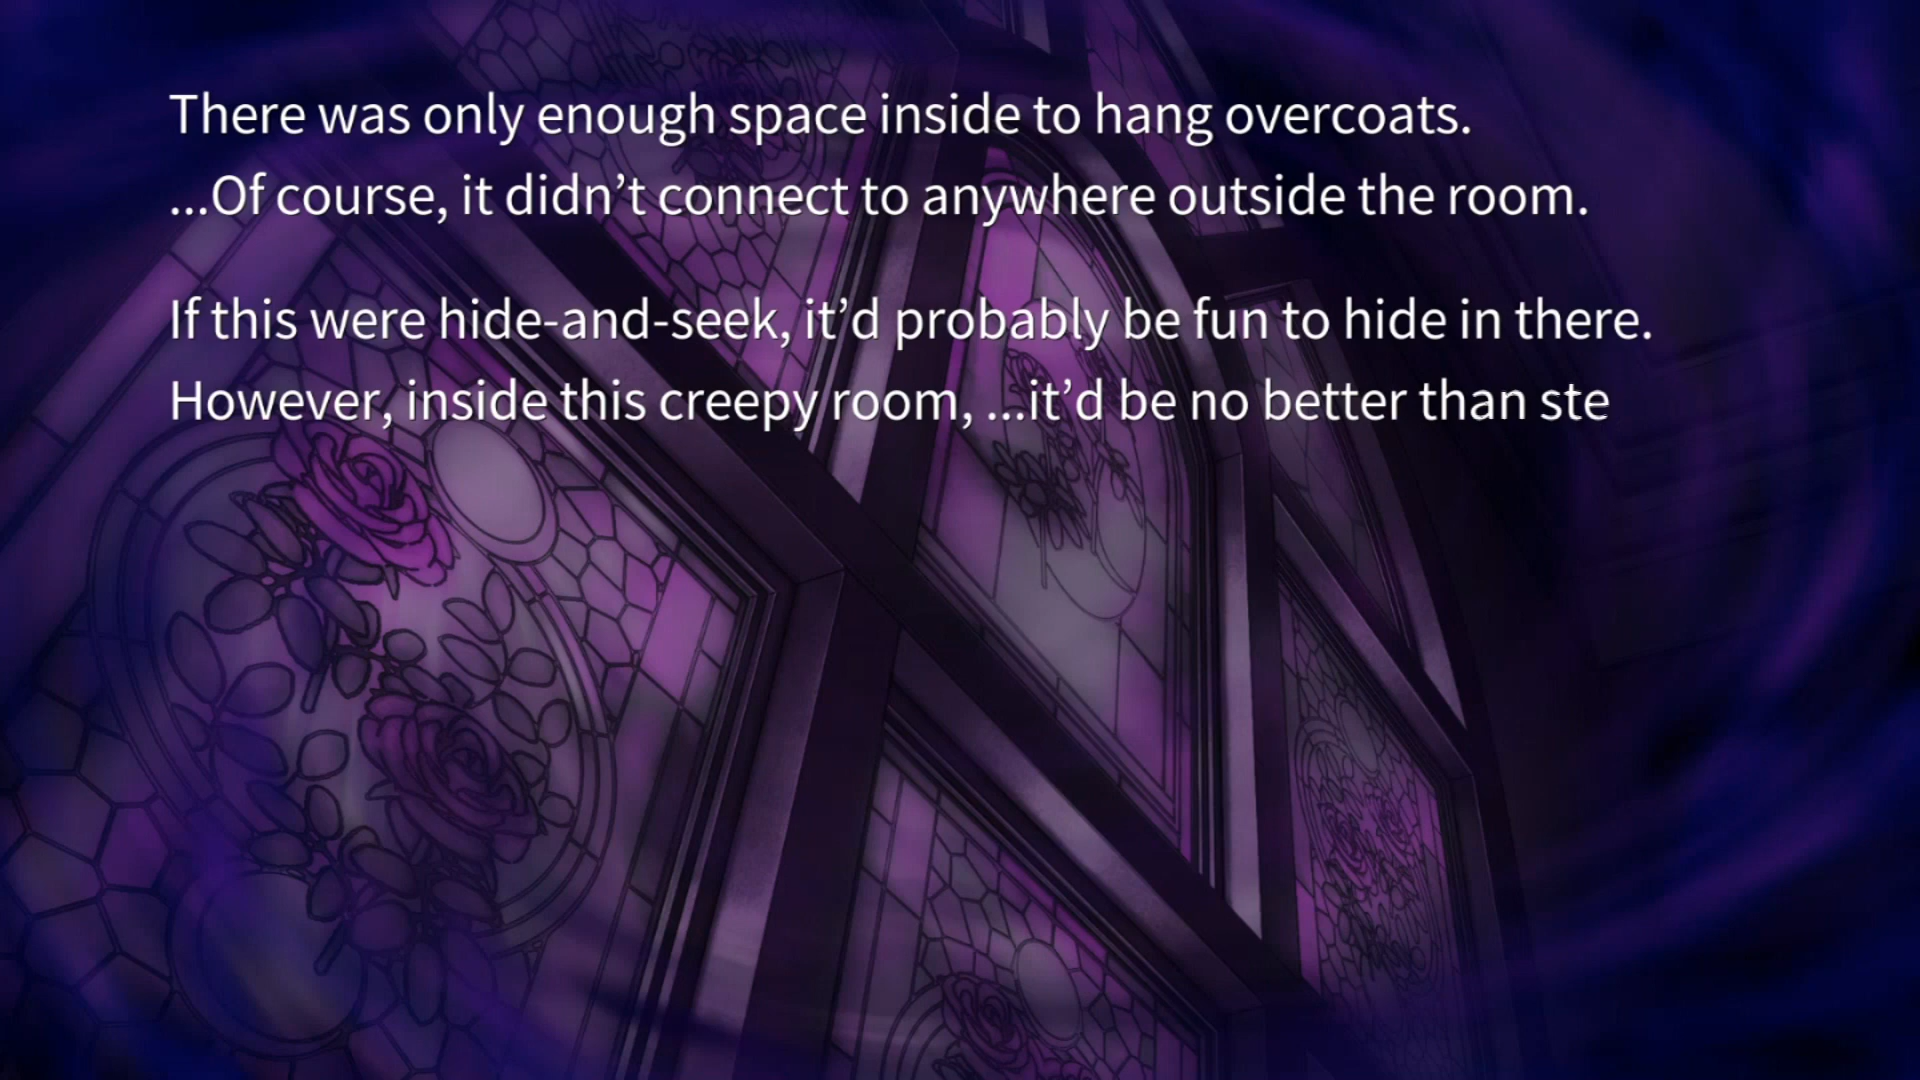 There was only enough space inside to hang overcoats.
...Of course, it didn’t connect to anywhere outside the room.
If this were hide-and-seek, it’d probably be fun to hide in there.
However, inside this creepy room, ...it’d be no better than ste